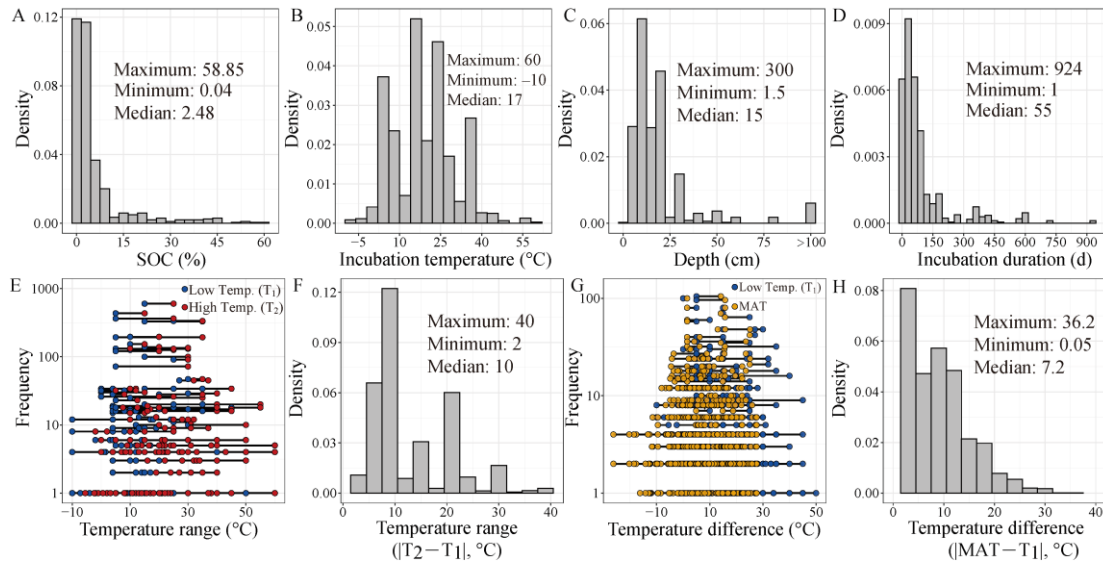 A
0.12
0.08
0.04
0.00
Density
Maximum: 58.85
Minimum: 0.04
Median: 2.48
0 15 30 45 60
SOC (%)
B
0.05
0.04
0.03
0.02
0.01
0.00
Density
Maximum: 60
Minimum: −10
Median: 17
−5 10 25 40 55
Incubation temperature (°C)
C
0.06
0.04
0.02
0.00
Density
Maximum: 300
Minimum: 1.5
Median: 15
0 25 50 75 >100
Depth (cm)
D
0.009
0.006
0.003
0.000
Density
Maximum: 924
Minimum: 1
Median: 55
0 150 300 450 600 750 900
Incubation duration (d)
E
1000
100
10
1
Frequency
Low Temp. (T₁)
High Temp. (T₂)
−10 0 10 20 30 40 50 60
Temperature range (°C)
F
0.12
0.09
0.06
0.03
0.00
Density
Maximum: 40
Minimum: 2
Median: 10
0 10 20 30 40
Temperature range
(|T₂−T₁|, °C)
G
100
10
1
Frequency
Low Temp. (T₁)
MAT
−10 10 30 50
Temperature difference (°C)
H
0.08
0.06
0.04
0.02
0.00
Density
Maximum: 36.2
Minimum: 0.05
Median: 7.2
0 10 20 30 40
Temperature difference
(|MAT−T₁|, °C)